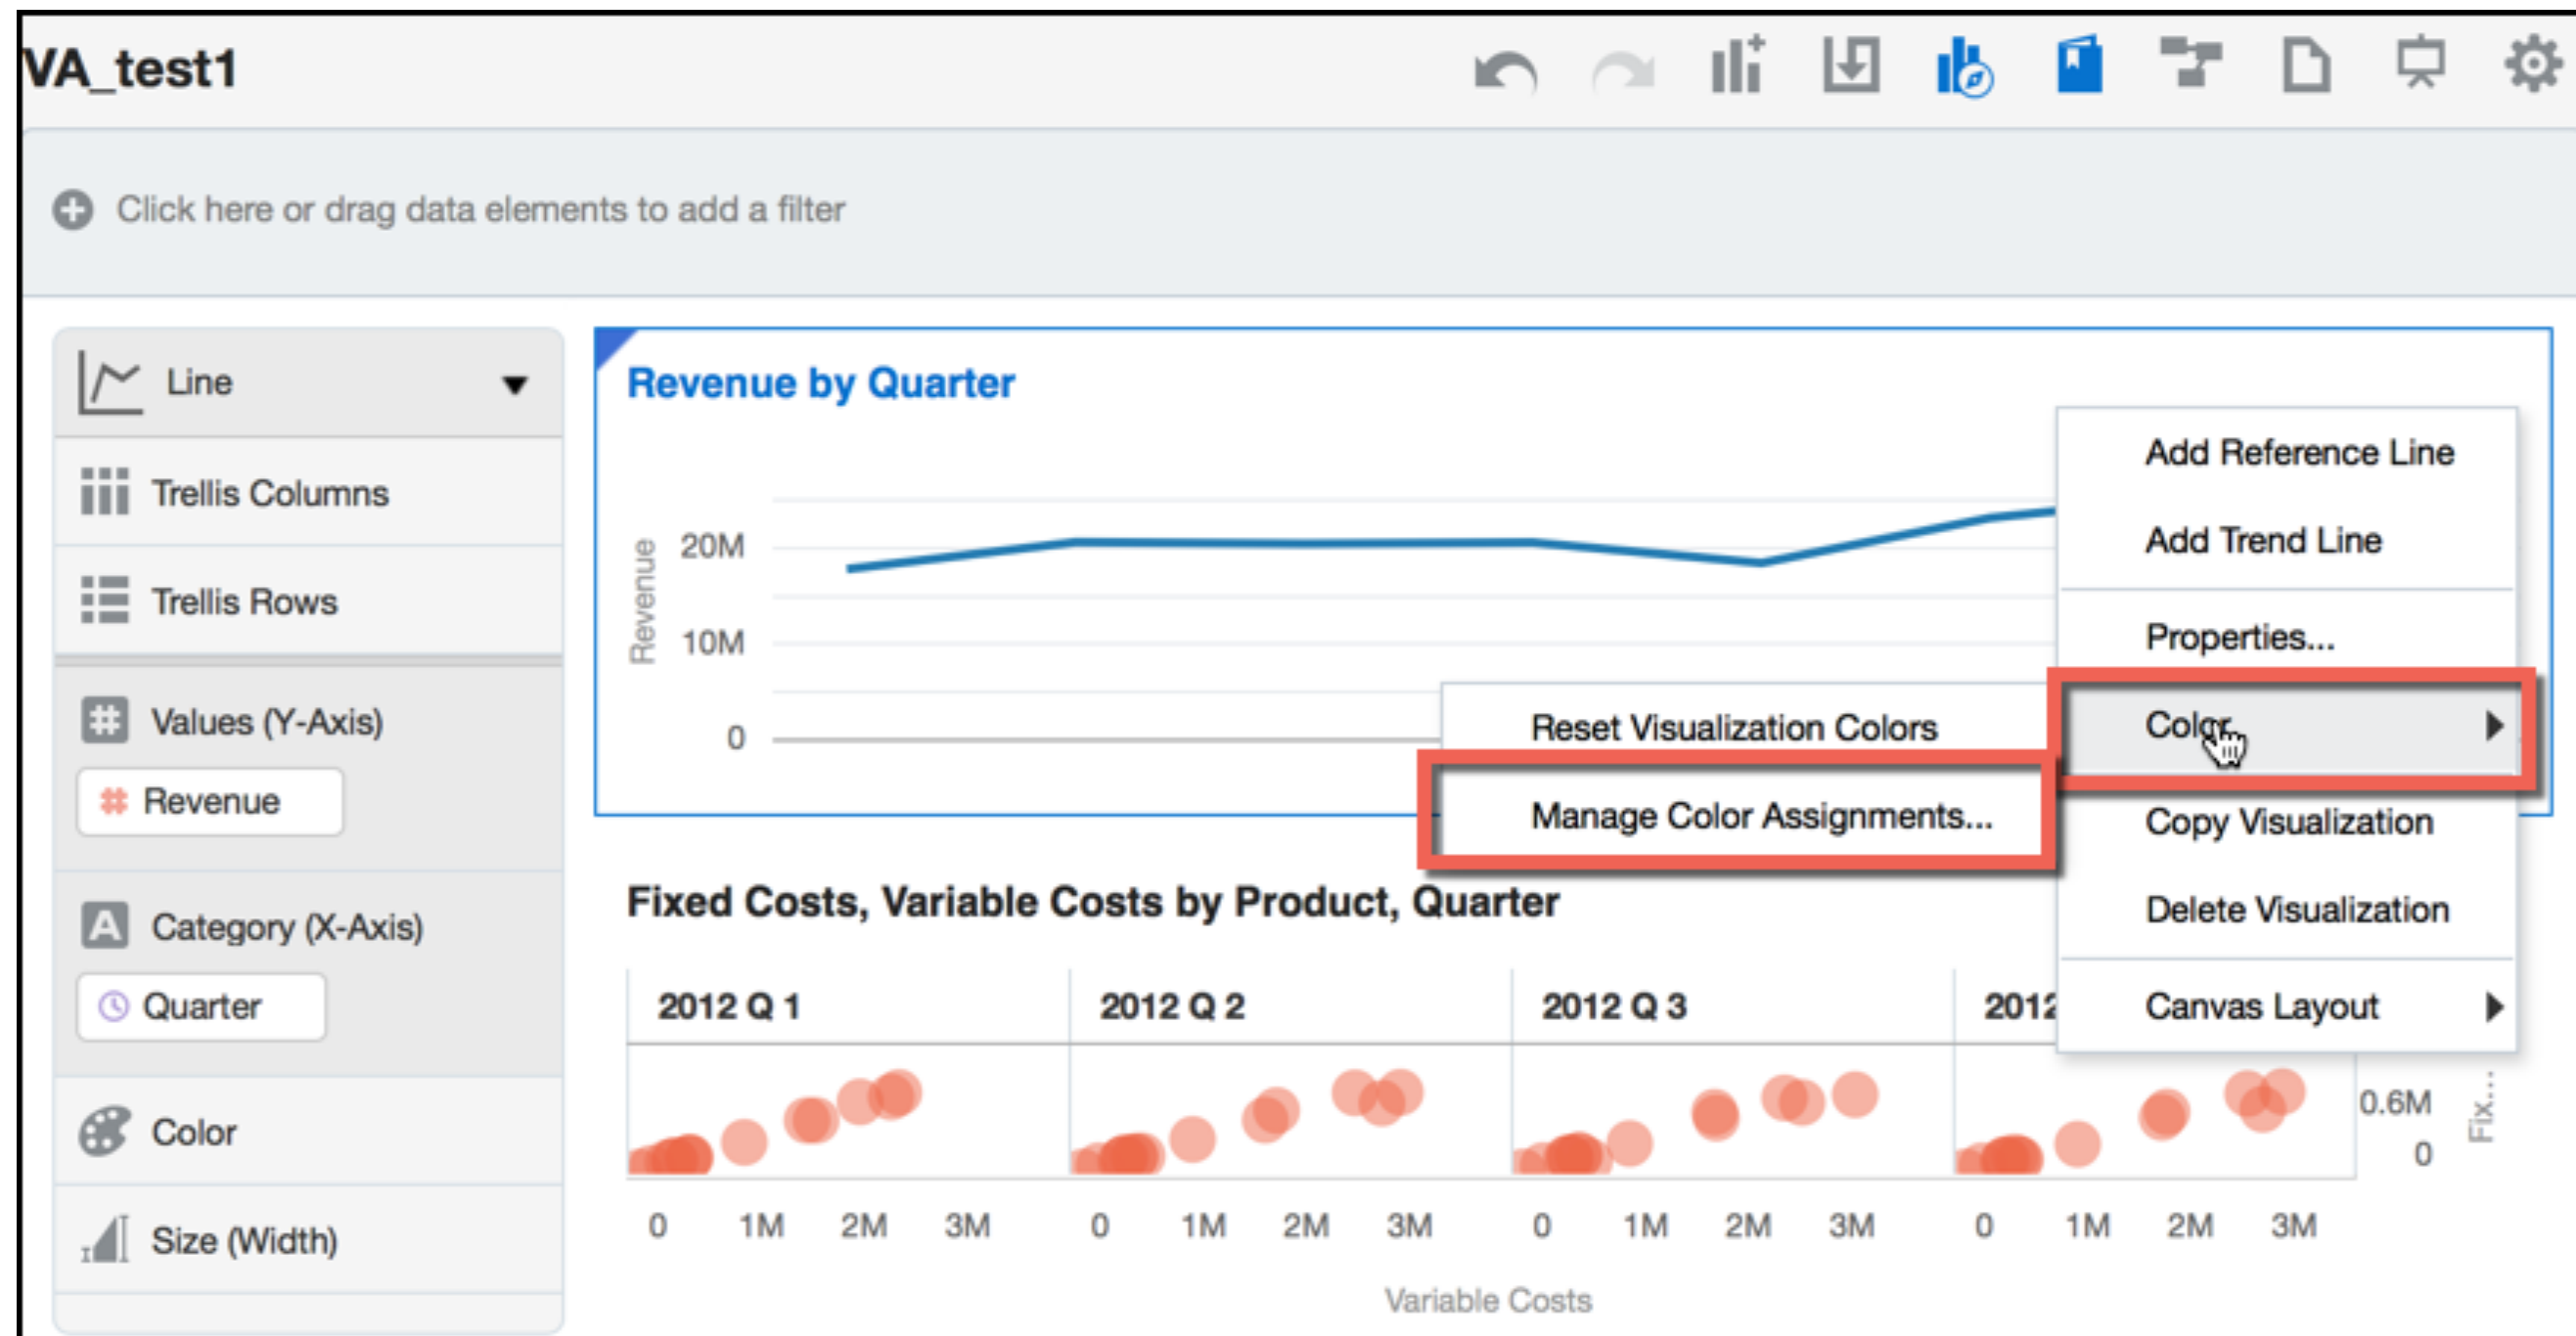 VA_test1
Click here or drag data elements to add a filter
Line
Trellis Columns
Trellis Rows
Values (Y-Axis)
Revenue
Category (X-Axis)
Quarter
Color
Size (Width)
Revenue by Quarter
Revenue
20M
10M
0
Add Reference Line
Add Trend Line
Properties...
Color
Copy Visualization
Delete Visualization
Canvas Layout
Reset Visualization Colors
Manage Color Assignments...
Fixed Costs, Variable Costs by Product, Quarter
2012 Q 1 2012 Q 2 2012 Q 3 2012
0.6M
0
Fix...
0 1M 2M 3M 0 1M 2M 3M 0 1M 2M 3M 0 1M 2M 3M
Variable Costs